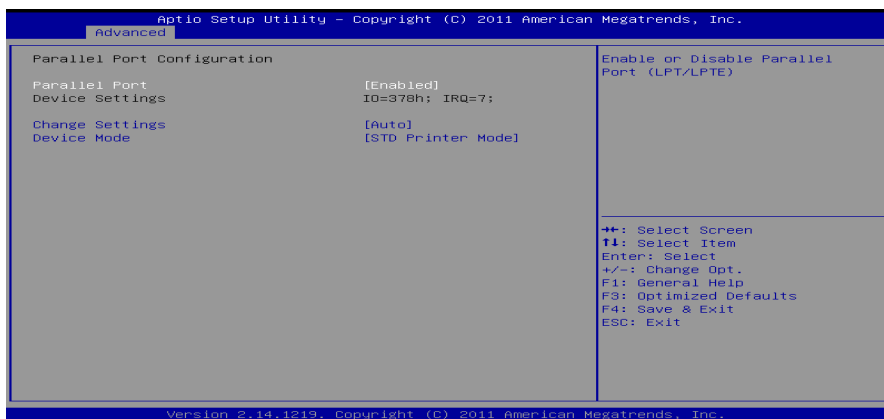 Aptio Setup Utility – Copyright (C) 2011 American Megatrends, Inc.
Advanced
Parallel Port Configuration
Parallel Port [Enabled]
Device Settings IO=378h; IRQ=7;
Change Settings [Auto]
Device Mode [STD Printer Mode]
Enable or Disable Parallel
Port (LPT/LPTE)
→←: Select Screen
↑↓: Select Item
Enter: Select
+/-: Change Opt.
F1: General Help
F3: Optimized Defaults
F4: Save & Exit
ESC: Exit
Version 2.14.1219. Copyright (C) 2011 American Megatrends, Inc.